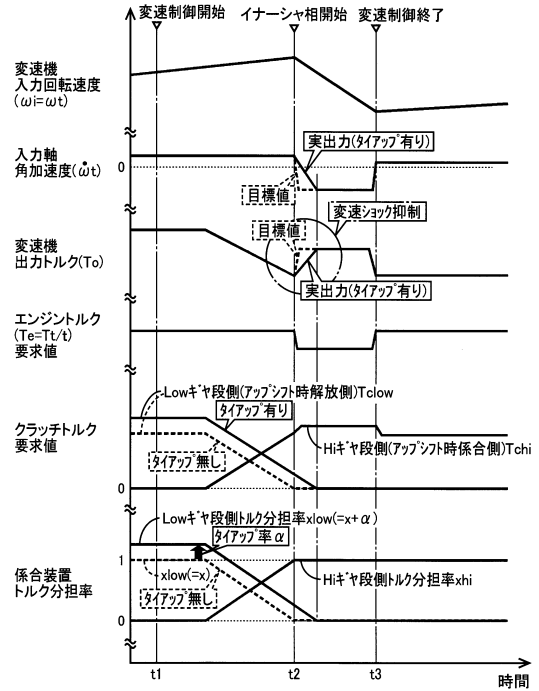 変速制御開始
イナーシャ相開始
変速制御終了
変速機
入力回転速度
(ωi=ωt)
入力軸
角加速度(ω̇t)
0
実出力(タイアップ有り)
目標値
変速機
出力トルク(To)
目標値
変速ショック抑制
実出力(タイアップ有り)
エンジントルク
(Te=Tt/t)
要求値
クラッチトルク
要求値
Lowギヤ段側(アップシフト時解放側)Tclow
タイアップ有り
タイアップ無し
Hiギヤ段側(アップシフト時係合側)Tchi
0
係合装置
トルク分担率
Lowギヤ段側トルク分担率xlow(=x+α)
タイアップ率α
1
xlow(=x)
タイアップ無し
Hiギヤ段側トルク分担率xhi
0
t1
t2
t3
時間